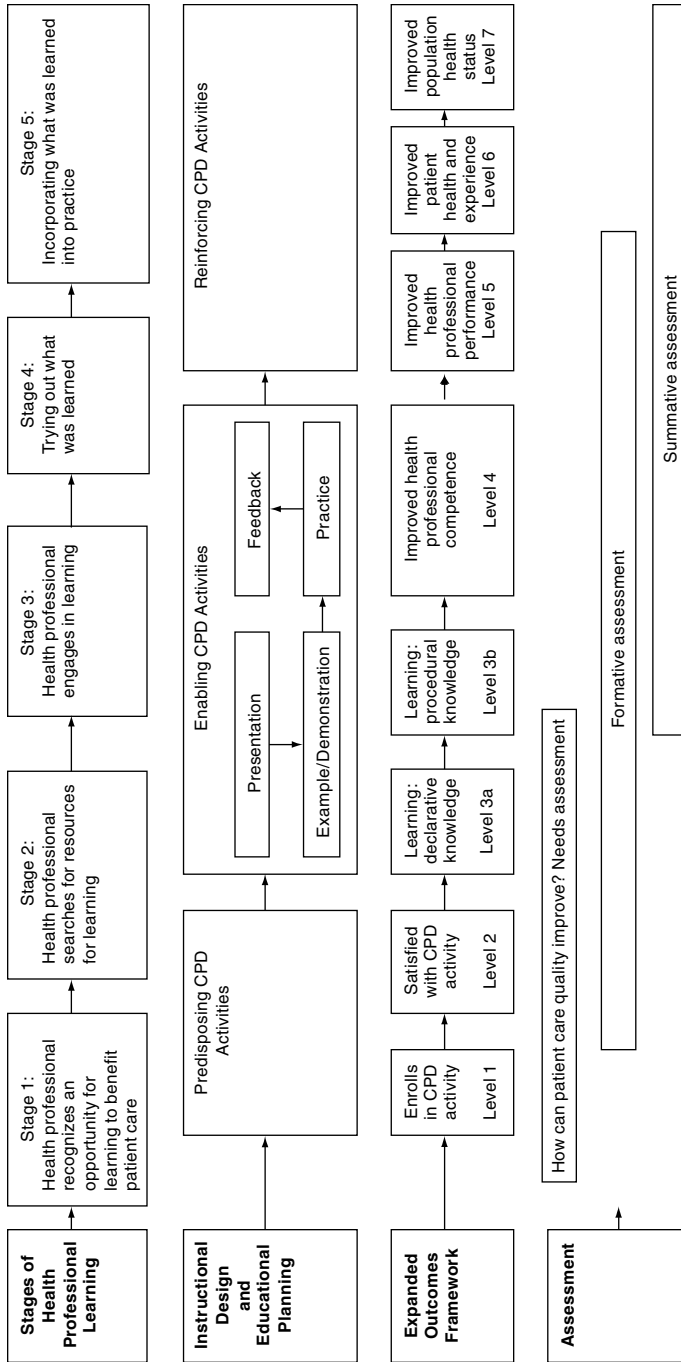 Stages of
Health
Professional
Learning
Stage 1:
Health professional
recognizes an
opportunity for
learning to benefit
patient care
Stage 2:
Health professional
searches for resources
for learning
Stage 3:
Health professional
engages in learning
Stage 4:
Trying out what
was learned
Stage 5:
Incorporating what was learned
into practice
Instructional
Design
and
Educational
Planning
Predisposing CPD
Activities
Enabling CPD Activities
Presentation
Example/Demonstration
Practice
Feedback
Reinforcing CPD Activities
Expanded
Outcomes
Framework
Enrolls
in CPD
activity
Level 1
Satisfied
with CPD
activity
Level 2
Learning:
declarative
knowledge
Level 3a
Learning:
procedural
knowledge
Level 3b
Improved health
professional
competence
Level 4
Improved
health
professional
performance
Level 5
Improved
patient
health and
experience
Level 6
Improved
population
health
status
Level 7
Assessment
How can patient care quality improve? Needs assessment
Formative assessment
Summative assessment